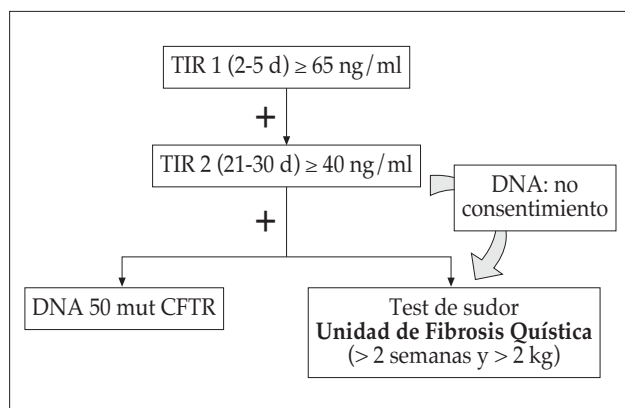 TIR 1 (2-5 d) ≥ 65 ng/ml
+
TIR 2 (21-30 d) ≥ 40 ng/ml
DNA: no
consentimiento
+
DNA 50 mut CFTR
Test de sudor
Unidad de Fibrosis Quística
(> 2 semanas y > 2 kg)